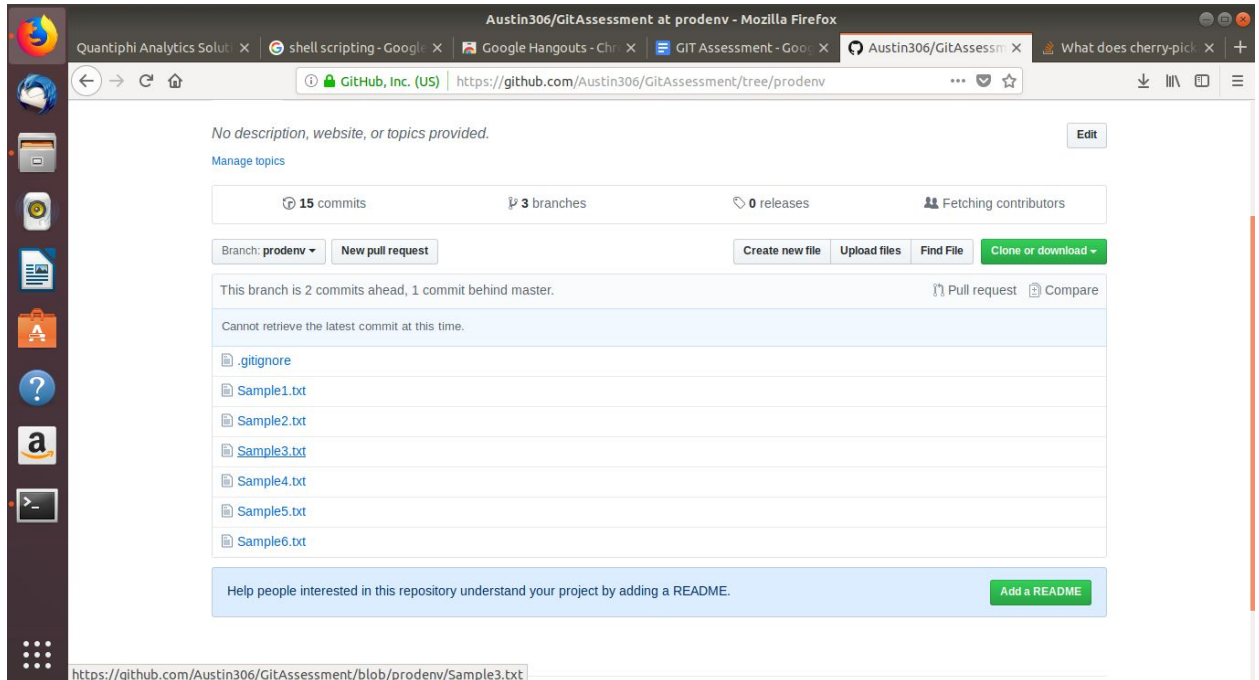 Austin306/GitAssessment at prodenv - Mozilla Firefox
Quantiphi Analytics Soluti
shell scripting - Google
Google Hangouts - Chr
GIT Assessment - Goog
Austin306/GitAssessm
What does cherry-pick
GitHub, Inc. (US) https://github.com/Austin306/GitAssessment/tree/prodenv
No description, website, or topics provided.
Edit
Manage topics
15 commits 3 branches 0 releases Fetching contributors
Branch: prodenv New pull request Create new file Upload files Find File Clone or download
This branch is 2 commits ahead, 1 commit behind master. Pull request Compare
Cannot retrieve the latest commit at this time.
.gitignore
Sample1.txt
Sample2.txt
Sample3.txt
Sample4.txt
Sample5.txt
Sample6.txt
Help people interested in this repository understand your project by adding a README. Add a README
https://github.com/Austin306/GitAssessment/blob/prodenv/Sample3.txt